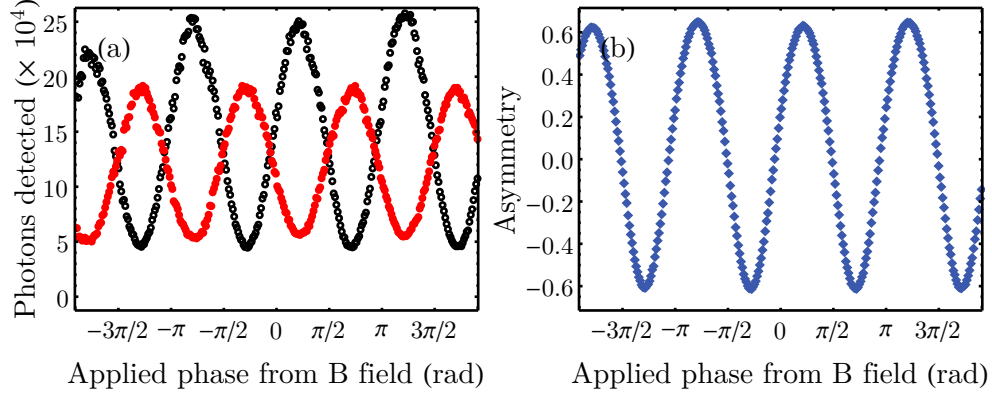 Photons detected (× 10⁴)
25
20
15
10
5
0
(a)
−3π/2 −π −π/2 0 π/2 π 3π/2
Applied phase from B field (rad)
Asymmetry
0.6
0.4
0.2
0.0
−0.2
−0.4
−0.6
(b)
−3π/2 −π −π/2 0 π/2 π 3π/2
Applied phase from B field (rad)